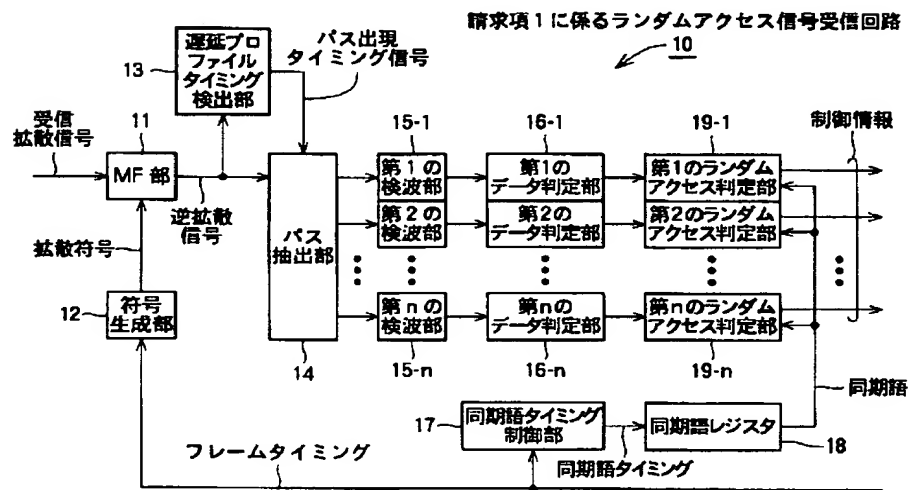 請求項1に係るランダムアクセス信号受信回路
10
遅延プロ
ファイル
タイミング
検出部
13
パス出現
タイミング信号
受信
拡散信号
11
MF部
逆拡散
信号
拡散符号
12
符号
生成部
パス
抽出部
14
15-1
第1の
検波部
第2の
検波部
第nの
検波部
15-n
16-1
第1の
データ判定部
第2の
データ判定部
第nの
データ判定部
16-n
19-1
第1のランダム
アクセス判定部
第2のランダム
アクセス判定部
第nのランダム
アクセス判定部
19-n
制御情報
同期語
17
同期語タイミング
制御部
同期語タイミング
同期語レジスタ
18
フレームタイミング